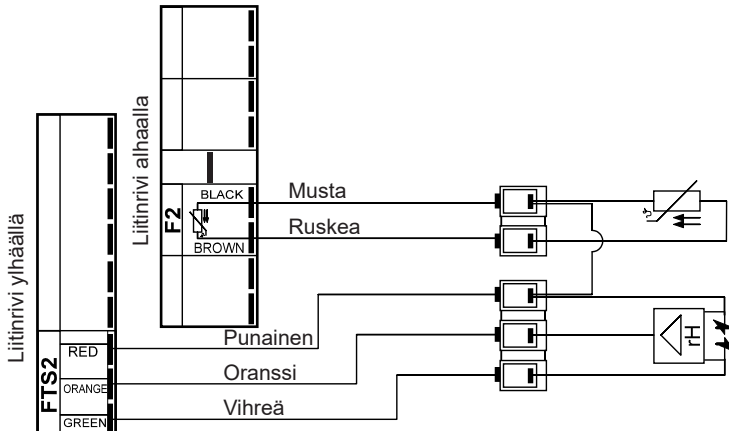 Liitinrivi ylhäällä
Liitinrivi alhaalla
F2
BLACK
BROWN
Musta
Ruskea
FTS2
RED
ORANGE
GREEN
Punainen
Oranssi
Vihreä
rH